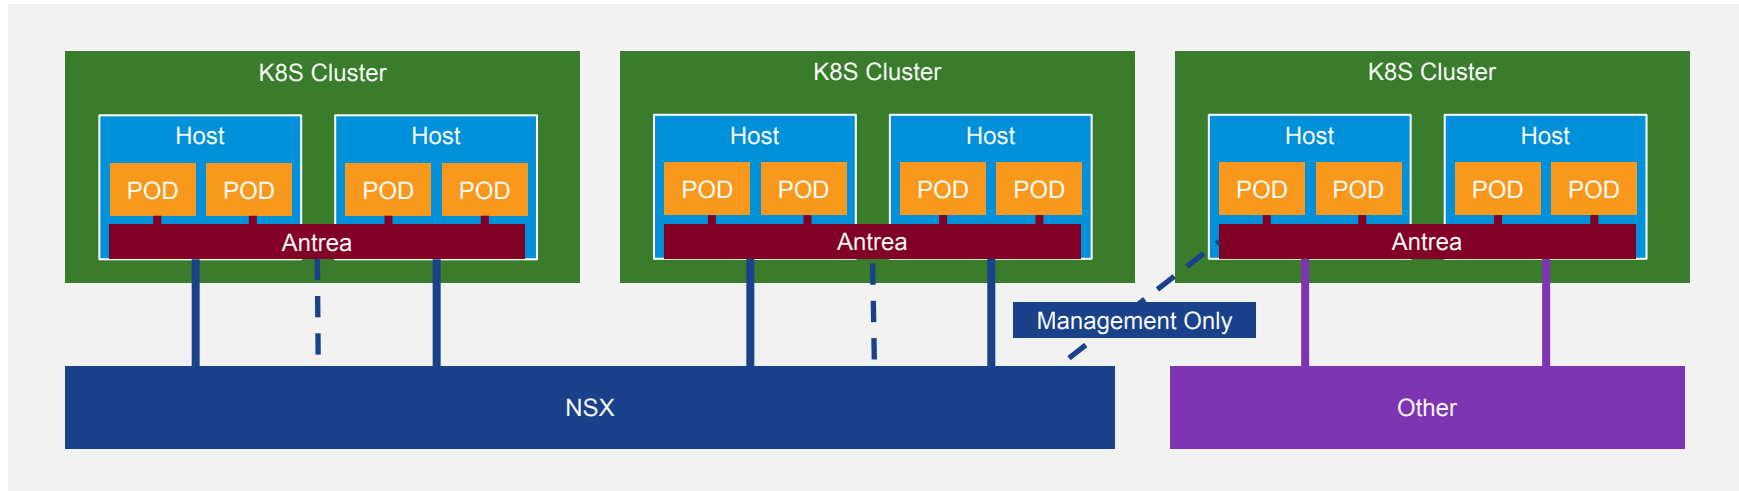 K8S Cluster
Host
Host
POD
POD
POD
POD
Antrea
K8S Cluster
Host
Host
POD
POD
POD
POD
Antrea
K8S Cluster
Host
Host
POD
POD
POD
POD
Antrea
Management Only
NSX
Other